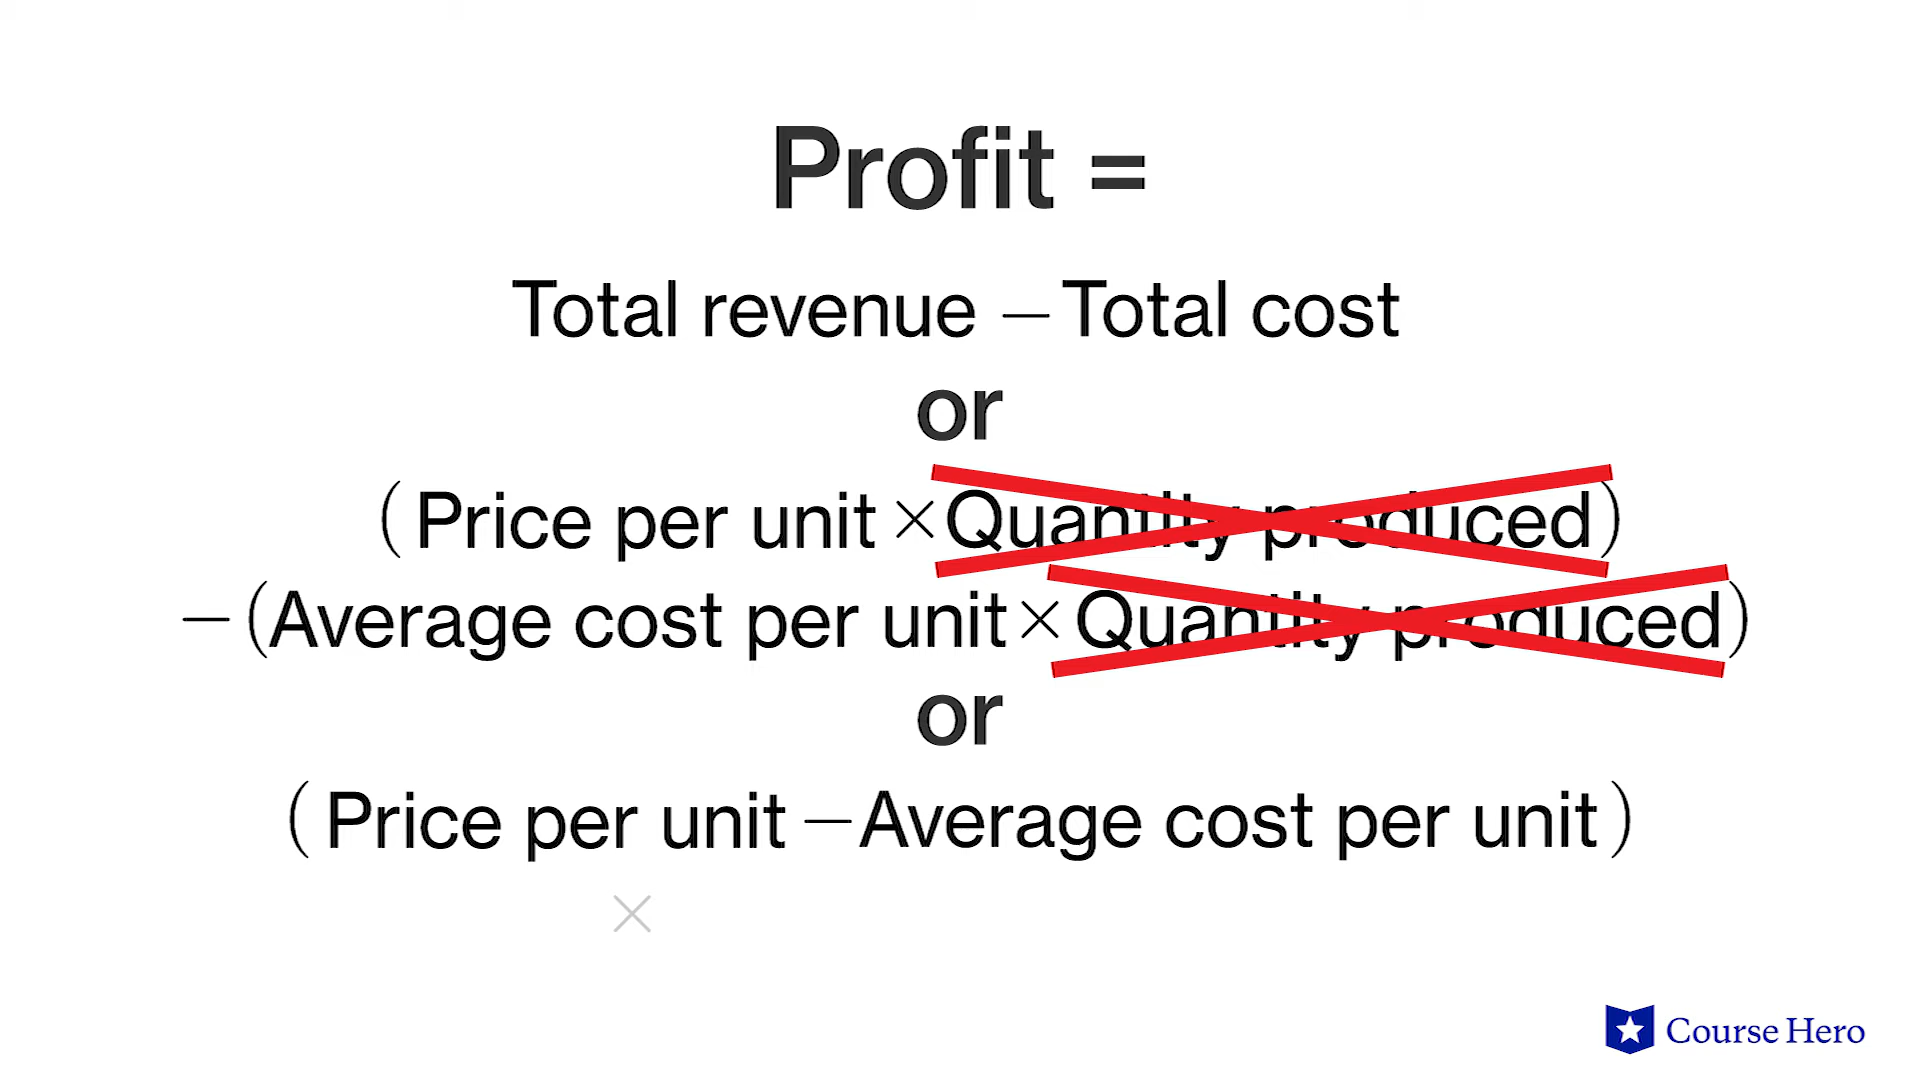 Profit =
Total revenue – Total cost
or
( Price per unit × Quantity produced)
– (Average cost per unit × Quantity produced)
or
( Price per unit – Average cost per unit )
×
Course Hero